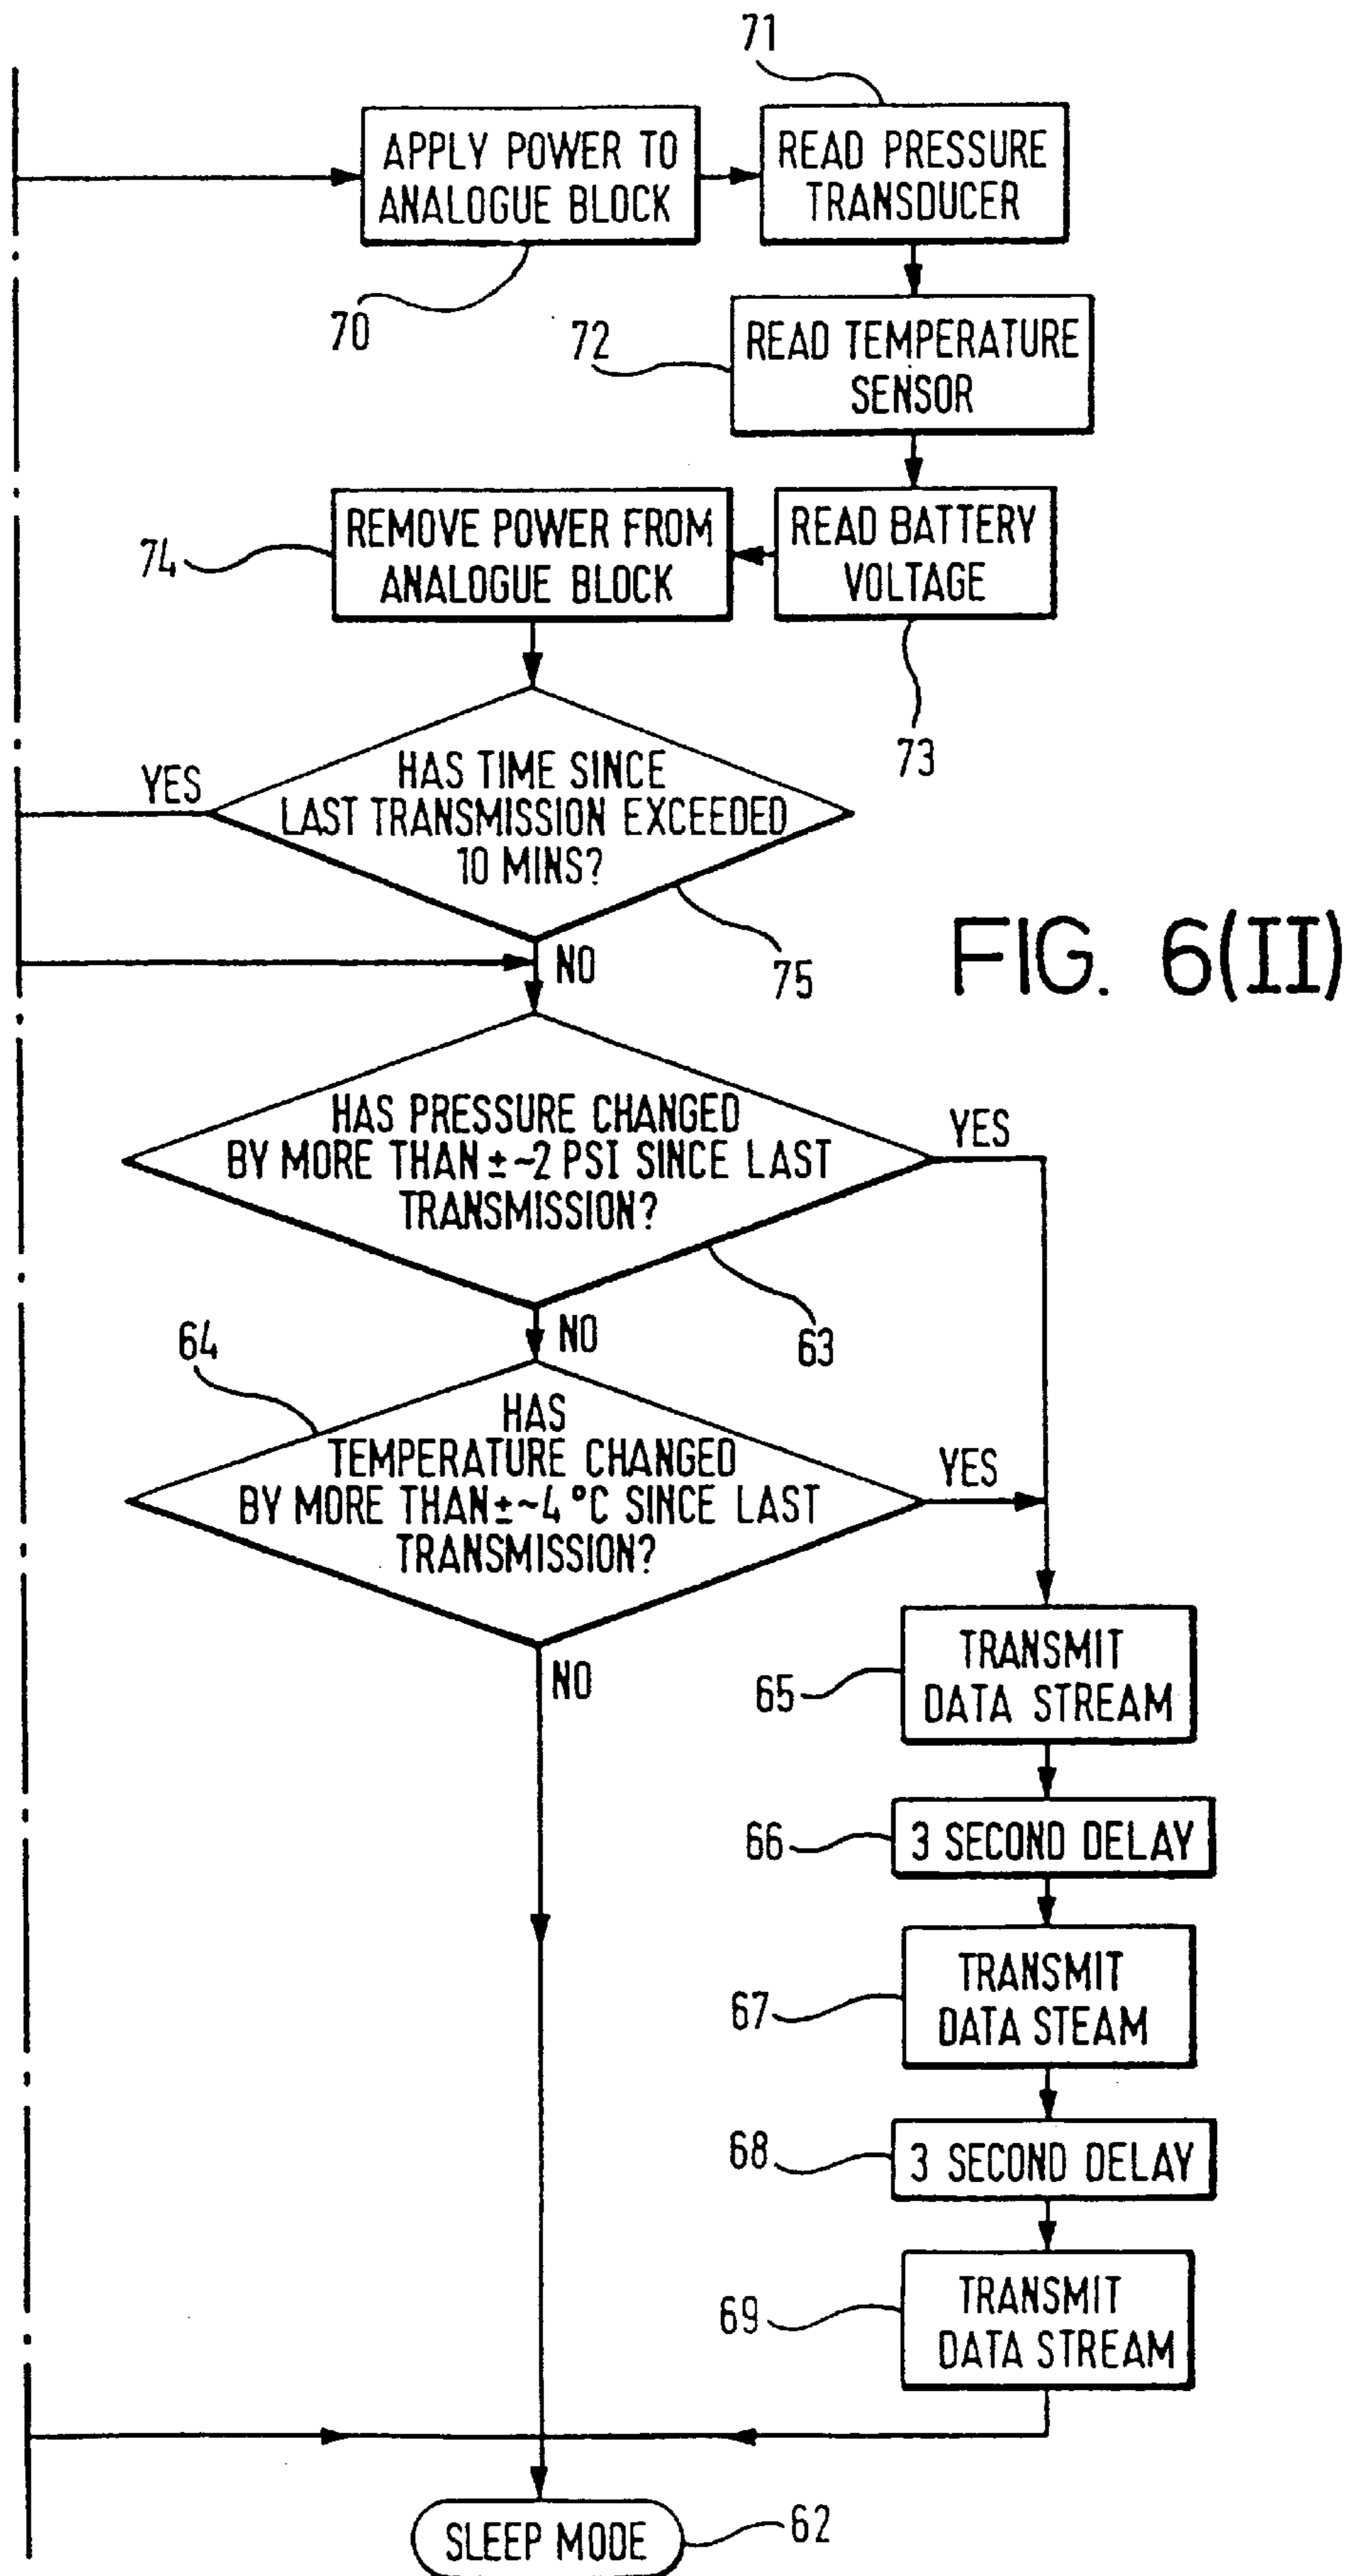 71
APPLY POWER TO
ANALOGUE BLOCK
READ PRESSURE
TRANSDUCER
70
72
READ TEMPERATURE
SENSOR
74
REMOVE POWER FROM
ANALOGUE BLOCK
READ BATTERY
VOLTAGE
73
YES
HAS TIME SINCE
LAST TRANSMISSION EXCEEDED
10 MINS?
75
NO
FIG. 6(II)
HAS PRESSURE CHANGED
BY MORE THAN ±~2 PSI SINCE LAST
TRANSMISSION?
YES
63
NO
64
HAS
TEMPERATURE CHANGED
BY MORE THAN ±~4 °C SINCE LAST
TRANSMISSION?
YES
NO
65
TRANSMIT
DATA STREAM
66
3 SECOND DELAY
67
TRANSMIT
DATA STEAM
68
3 SECOND DELAY
69
TRANSMIT
DATA STREAM
SLEEP MODE
62